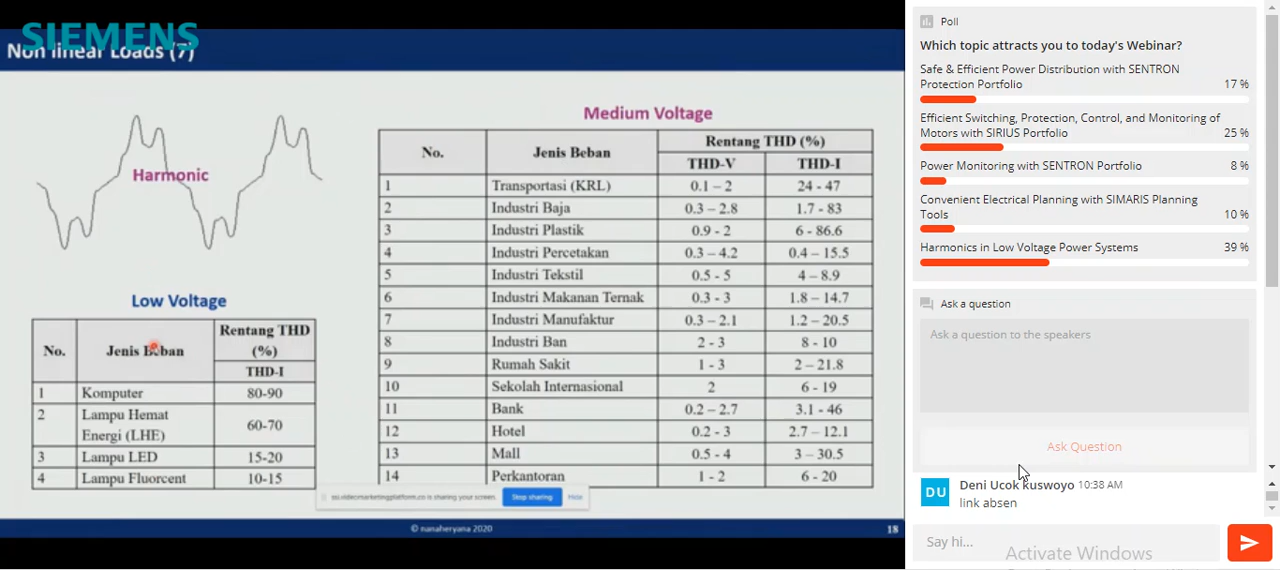 SIEMENS
Non linear Loads (7)
Harmonic
Low Voltage
No. Jenis Beban Rentang THD (%)
THD-I
1 Komputer 80-90
2 Lampu Hemat Energi (LHE) 60-70
3 Lampu LED 15-20
4 Lampu Fluorcent 10-15
Medium Voltage
No. Jenis Beban Rentang THD (%)
THD-V THD-I
1 Transportasi (KRL) 0.1 – 2 24 - 47
2 Industri Baja 0.3 – 2.8 1.7 - 83
3 Industri Plastik 0.9 - 2 6 - 86.6
4 Industri Percetakan 0.3 – 4.2 0.4 – 15.5
5 Industri Tekstil 0.5 - 5 4 – 8.9
6 Industri Makanan Ternak 0.3 - 3 1.8 – 14.7
7 Industri Manufaktur 0.3 – 2.1 1.2 – 20.5
8 Industri Ban 2 - 3 8 - 10
9 Rumah Sakit 1 - 3 2 – 21.8
10 Sekolah Internasional 2 6 - 19
11 Bank 0.2 – 2.7 3.1 - 46
12 Hotel 0.2 - 3 2.7 – 12.1
13 Mall 0.5 - 4 3 – 30.5
14 Perkantoran 1 - 2 6 - 20
is sharing your screen. Stop sharing Hide
© nanaheryana 2020 18
Poll
Which topic attracts you to today's Webinar?
Safe & Efficient Power Distribution with SENTRON
Protection Portfolio 17 %
Efficient Switching, Protection, Control, and Monitoring of
Motors with SIRIUS Portfolio 25 %
Power Monitoring with SENTRON Portfolio 8 %
Convenient Electrical Planning with SIMARIS Planning
Tools 10 %
Harmonics in Low Voltage Power Systems 39 %
Ask a question
Ask a question to the speakers
Ask Question
DU Deni Ucok kuswoyo 10:38 AM
link absen
Say hi...
Activate Windows